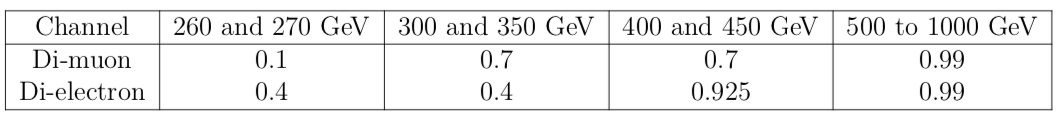 Channel 260 and 270 GeV 300 and 350 GeV 400 and 450 GeV 500 to 1000 GeV
Di-muon 0.1 0.7 0.7 0.99
Di-electron 0.4 0.4 0.925 0.99